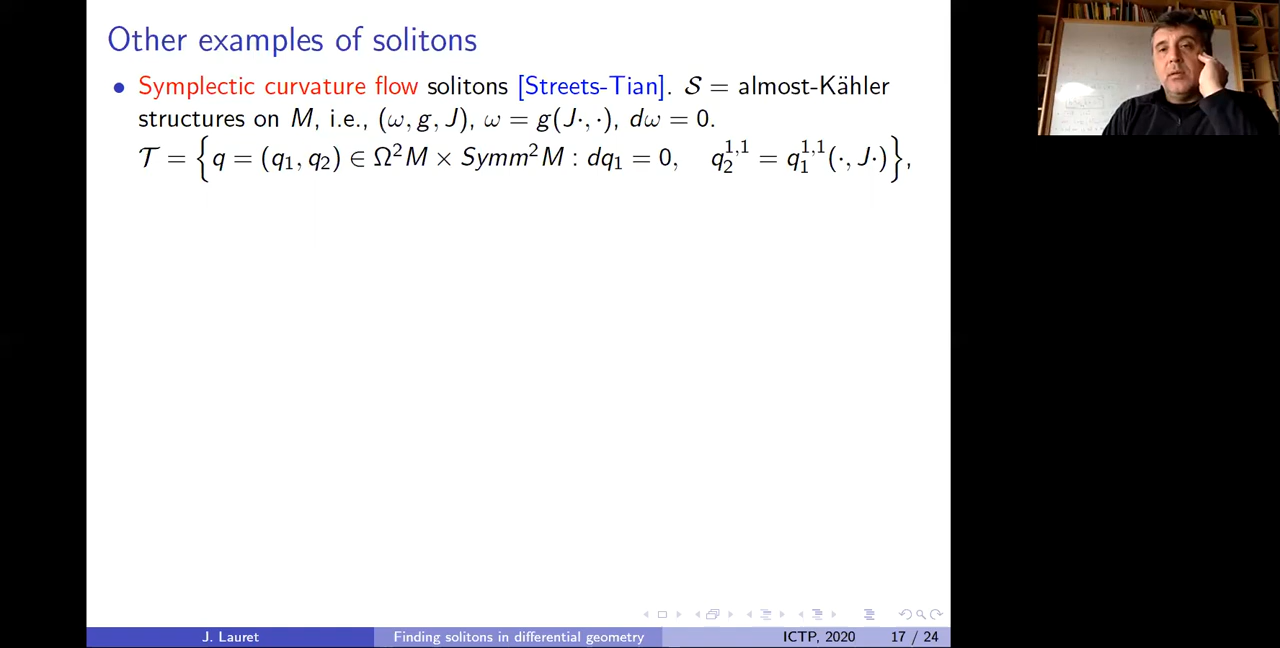 Other examples of solitons
• Symplectic curvature flow solitons [Streets-Tian]. 𝒮 = almost-Kähler
structures on M, i.e., (ω, g, J), ω = g(J·, ·), dω = 0.
𝒯 = {q = (q₁, q₂) ∈ Ω²M × Symm²M : dq₁ = 0, q₂^{1,1} = q₁^{1,1}(·, J·)},
J. Lauret Finding solitons in differential geometry ICTP, 2020 17 / 24